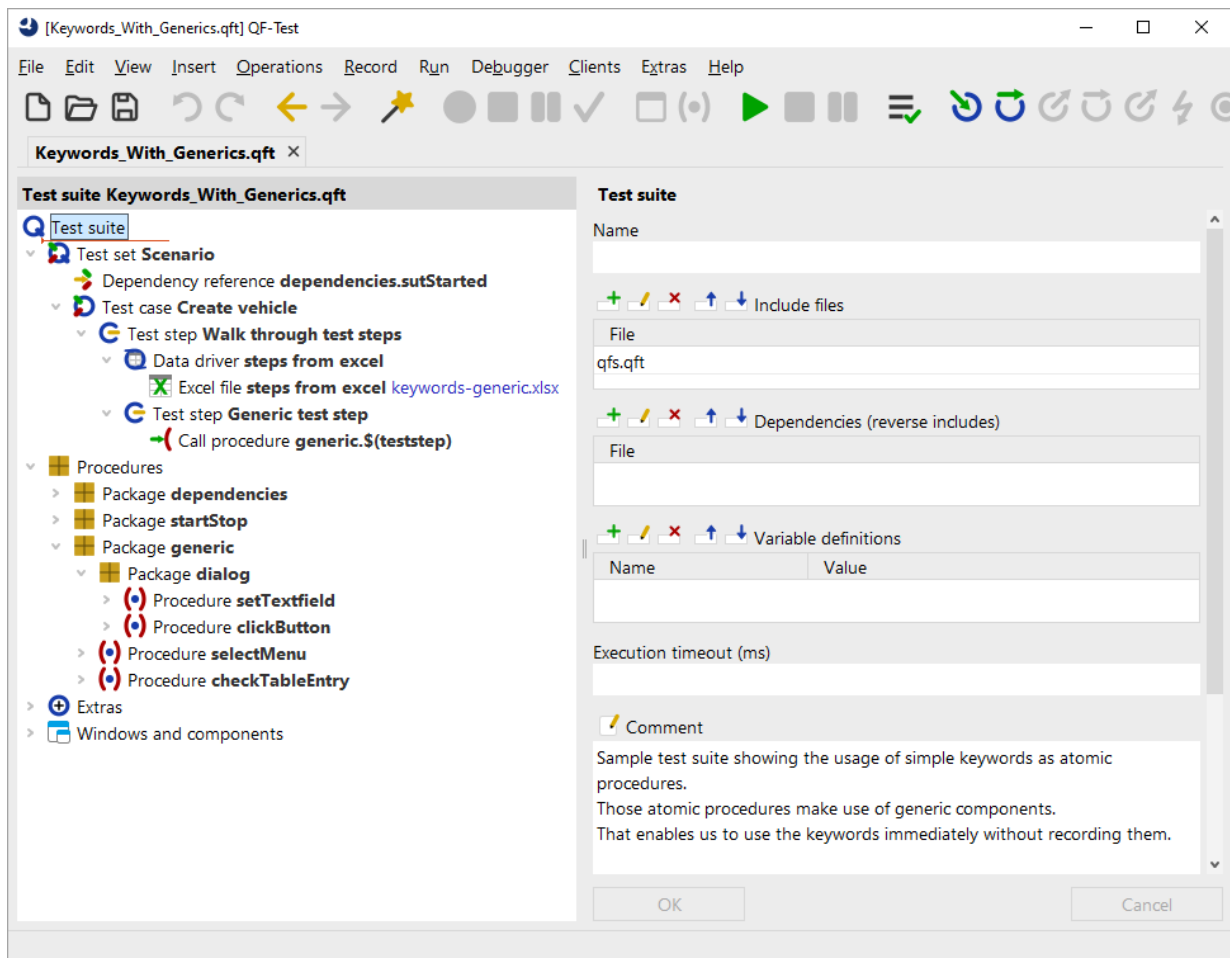 [Keywords_With_Generics.qft] QF-Test
File Edit View Insert Operations Record Run Debugger Clients Extras Help
Keywords_With_Generics.qft
Test suite Keywords_With_Generics.qft
Test suite
Test set Scenario
Dependency reference dependencies.sutStarted
Test case Create vehicle
Test step Walk through test steps
Data driver steps from excel
Excel file steps from excel keywords-generic.xlsx
Test step Generic test step
Call procedure generic.$(teststep)
Procedures
Package dependencies
Package startStop
Package generic
Package dialog
Procedure setTextfield
Procedure clickButton
Procedure selectMenu
Procedure checkTableEntry
Extras
Windows and components
Test suite
Name
Include files
File
qfs.qft
Dependencies (reverse includes)
File
Variable definitions
Name Value
Execution timeout (ms)
Comment
Sample test suite showing the usage of simple keywords as atomic
procedures.
Those atomic procedures make use of generic components.
That enables us to use the keywords immediately without recording them.
OK Cancel